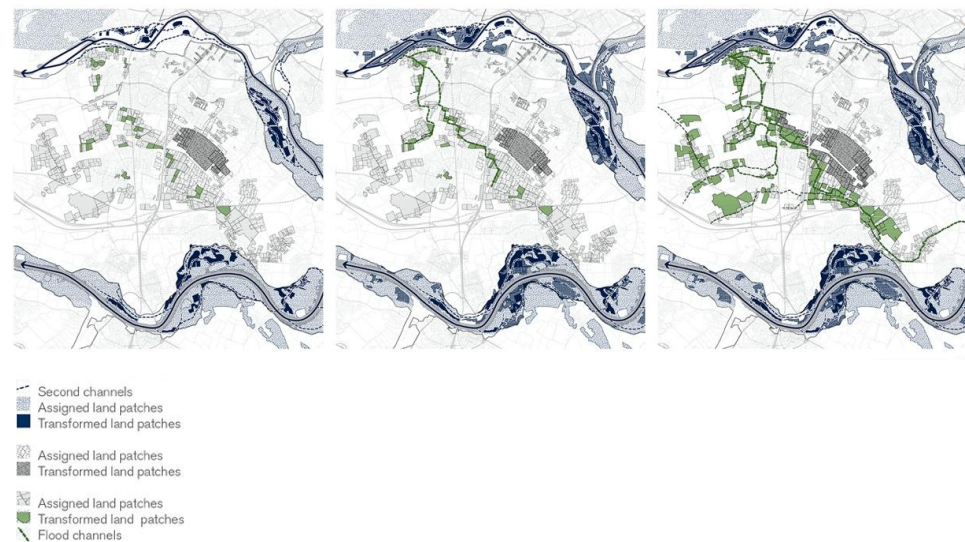 Second channels
Assigned land patches
Transformed land patches
Assigned land patches
Transformed land patches
Assigned land patches
Transformed land patches
Flood channels